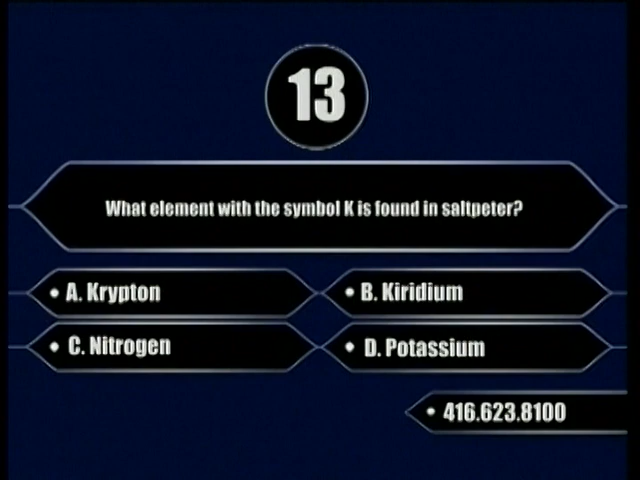 13
What element with the symbol K is found in saltpeter?
• A. Krypton
• B. Kiridium
• C. Nitrogen
• D. Potassium
• 416.623.8100